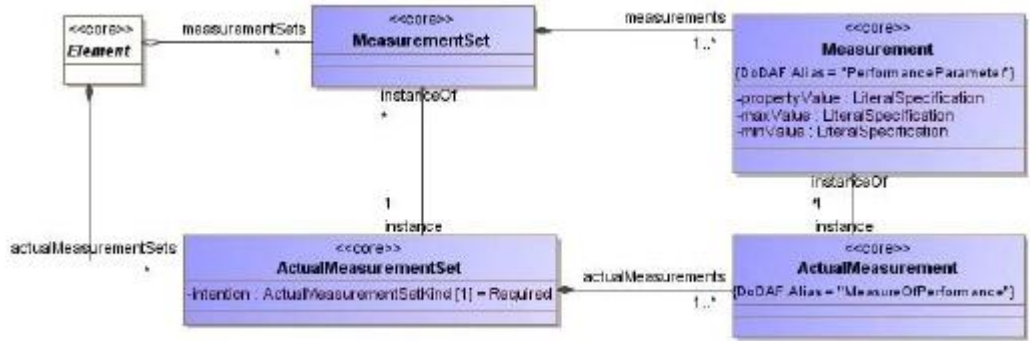 <<core>>
Element
measurementSets
*
<<core>>
MeasurementSet
measurements
1..*
<<core>>
Measurement
{DoDAF Alias = "PerformanceParameter"}
-propertyValue : LiteralSpecification
-maxValue : LiteralSpecification
-minValue : LiteralSpecification
instanceOf
*
instanceOf
*
1
1
instance
instance
actualMeasurementSets
*
<<core>>
ActualMeasurementSet
-intention : ActualMeasurementSetKind [1] = Required
actualMeasurements
1..*
<<core>>
ActualMeasurement
{DoDAF Alias = "MeasureOfPerformance"}